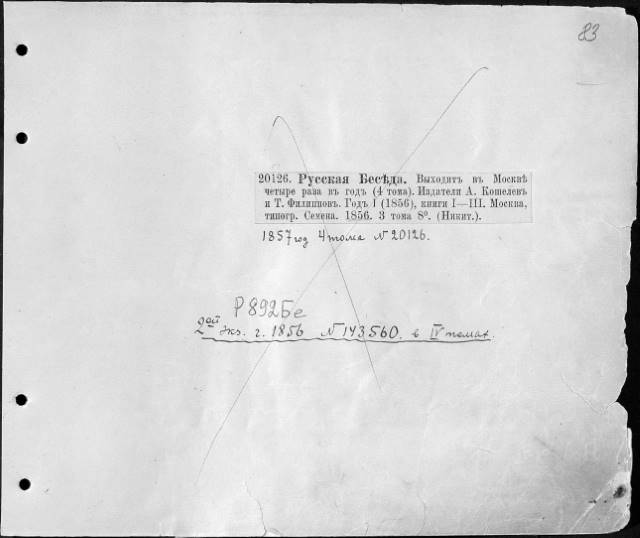 83
20126. Русская Бесѣда. Выходитъ въ Москвѣ
четыре раза въ годъ (4 тома). Издатели А. Кошелевъ
и Т. Филипповъ. Годъ I (1856), книги I—III. Москва,
типогр. Семена. 1856. 3 тома 8º. (Никит.).
1857 год 4 тома № 20126.
Р892Бе
2ой экз. г. 1856 № 143560. в IV томах.